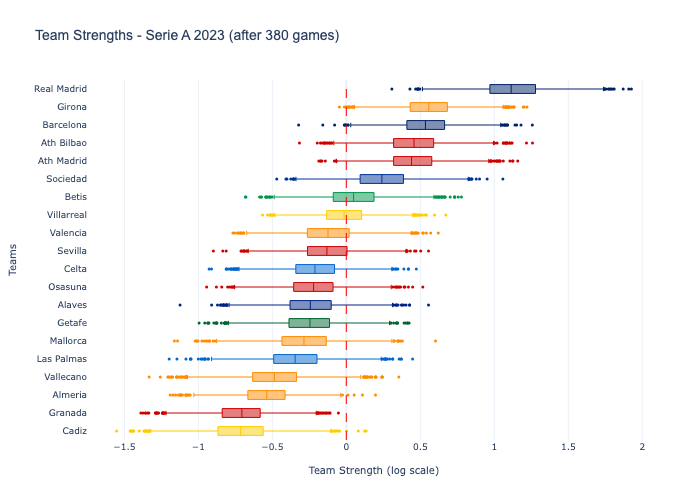 Team Strengths - Serie A 2023 (after 380 games)
Real Madrid
Girona
Barcelona
Ath Bilbao
Ath Madrid
Sociedad
Betis
Villarreal
Valencia
Sevilla
Celta
Osasuna
Alaves
Getafe
Mallorca
Las Palmas
Vallecano
Almeria
Granada
Cadiz
Teams
−1.5 −1 −0.5 0 0.5 1 1.5 2
Team Strength (log scale)